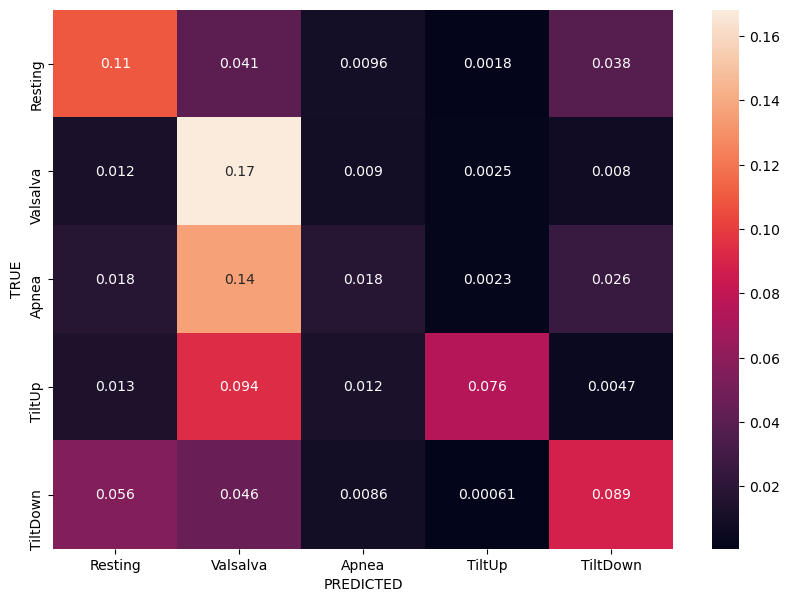 0.11 0.041 0.0096 0.0018 0.038
0.012 0.17 0.009 0.0025 0.008
0.018 0.14 0.018 0.0023 0.026
0.013 0.094 0.012 0.076 0.0047
0.056 0.046 0.0086 0.00061 0.089
Resting
Valsalva
Apnea
TiltUp
TiltDown
TRUE
Resting Valsalva Apnea TiltUp TiltDown
PREDICTED
0.16
0.14
0.12
0.10
0.08
0.06
0.04
0.02